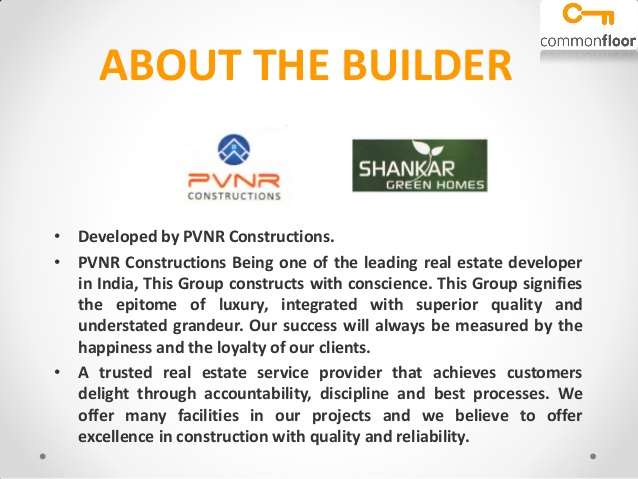 commonfloor
ABOUT THE BUILDER
PVNR
CONSTRUCTIONS
SHANKAR
GREEN HOMES
• Developed by PVNR Constructions.
• PVNR Constructions Being one of the leading real estate developer
in India, This Group constructs with conscience. This Group signifies
the epitome of luxury, integrated with superior quality and
understated grandeur. Our success will always be measured by the
happiness and the loyalty of our clients.
• A trusted real estate service provider that achieves customers
delight through accountability, discipline and best processes. We
offer many facilities in our projects and we believe to offer
excellence in construction with quality and reliability.